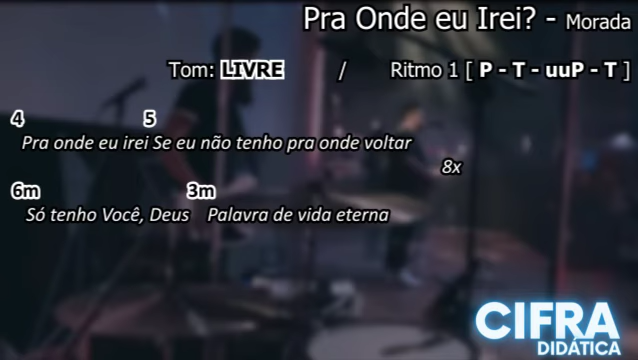 Pra Onde eu Irei? - Morada
Tom: LIVRE / Ritmo 1 [ P - T - uuP - T ]
4 5
Pra onde eu irei Se eu não tenho pra onde voltar
8x
6m 3m
Só tenho Você, Deus Palavra de vida eterna
CIFRA
DIDÁTICA